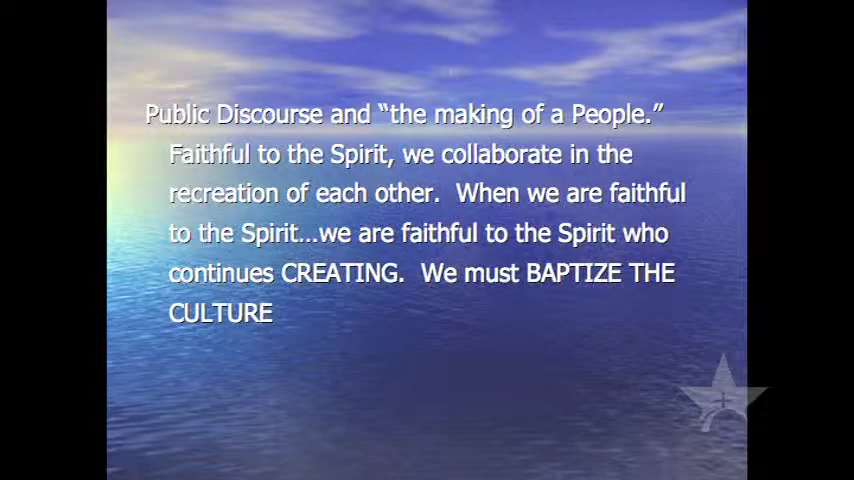 Public Discourse and “the making of a People.”
Faithful to the Spirit, we collaborate in the
recreation of each other.  When we are faithful
to the Spirit…we are faithful to the Spirit who
continues CREATING.  We must BAPTIZE THE
CULTURE